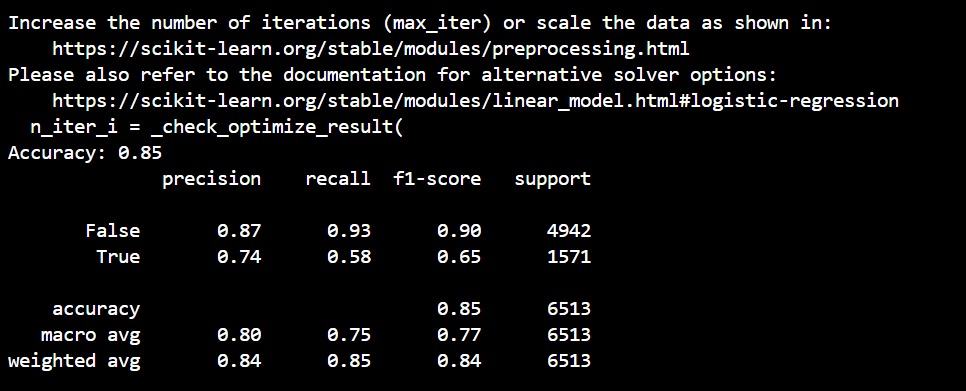 Increase the number of iterations (max_iter) or scale the data as shown in:
    https://scikit-learn.org/stable/modules/preprocessing.html
Please also refer to the documentation for alternative solver options:
    https://scikit-learn.org/stable/modules/linear_model.html#logistic-regression
  n_iter_i = _check_optimize_result(
Accuracy: 0.85
              precision    recall  f1-score   support

       False       0.87      0.93      0.90      4942
        True       0.74      0.58      0.65      1571

    accuracy                           0.85      6513
   macro avg       0.80      0.75      0.77      6513
weighted avg       0.84      0.85      0.84      6513